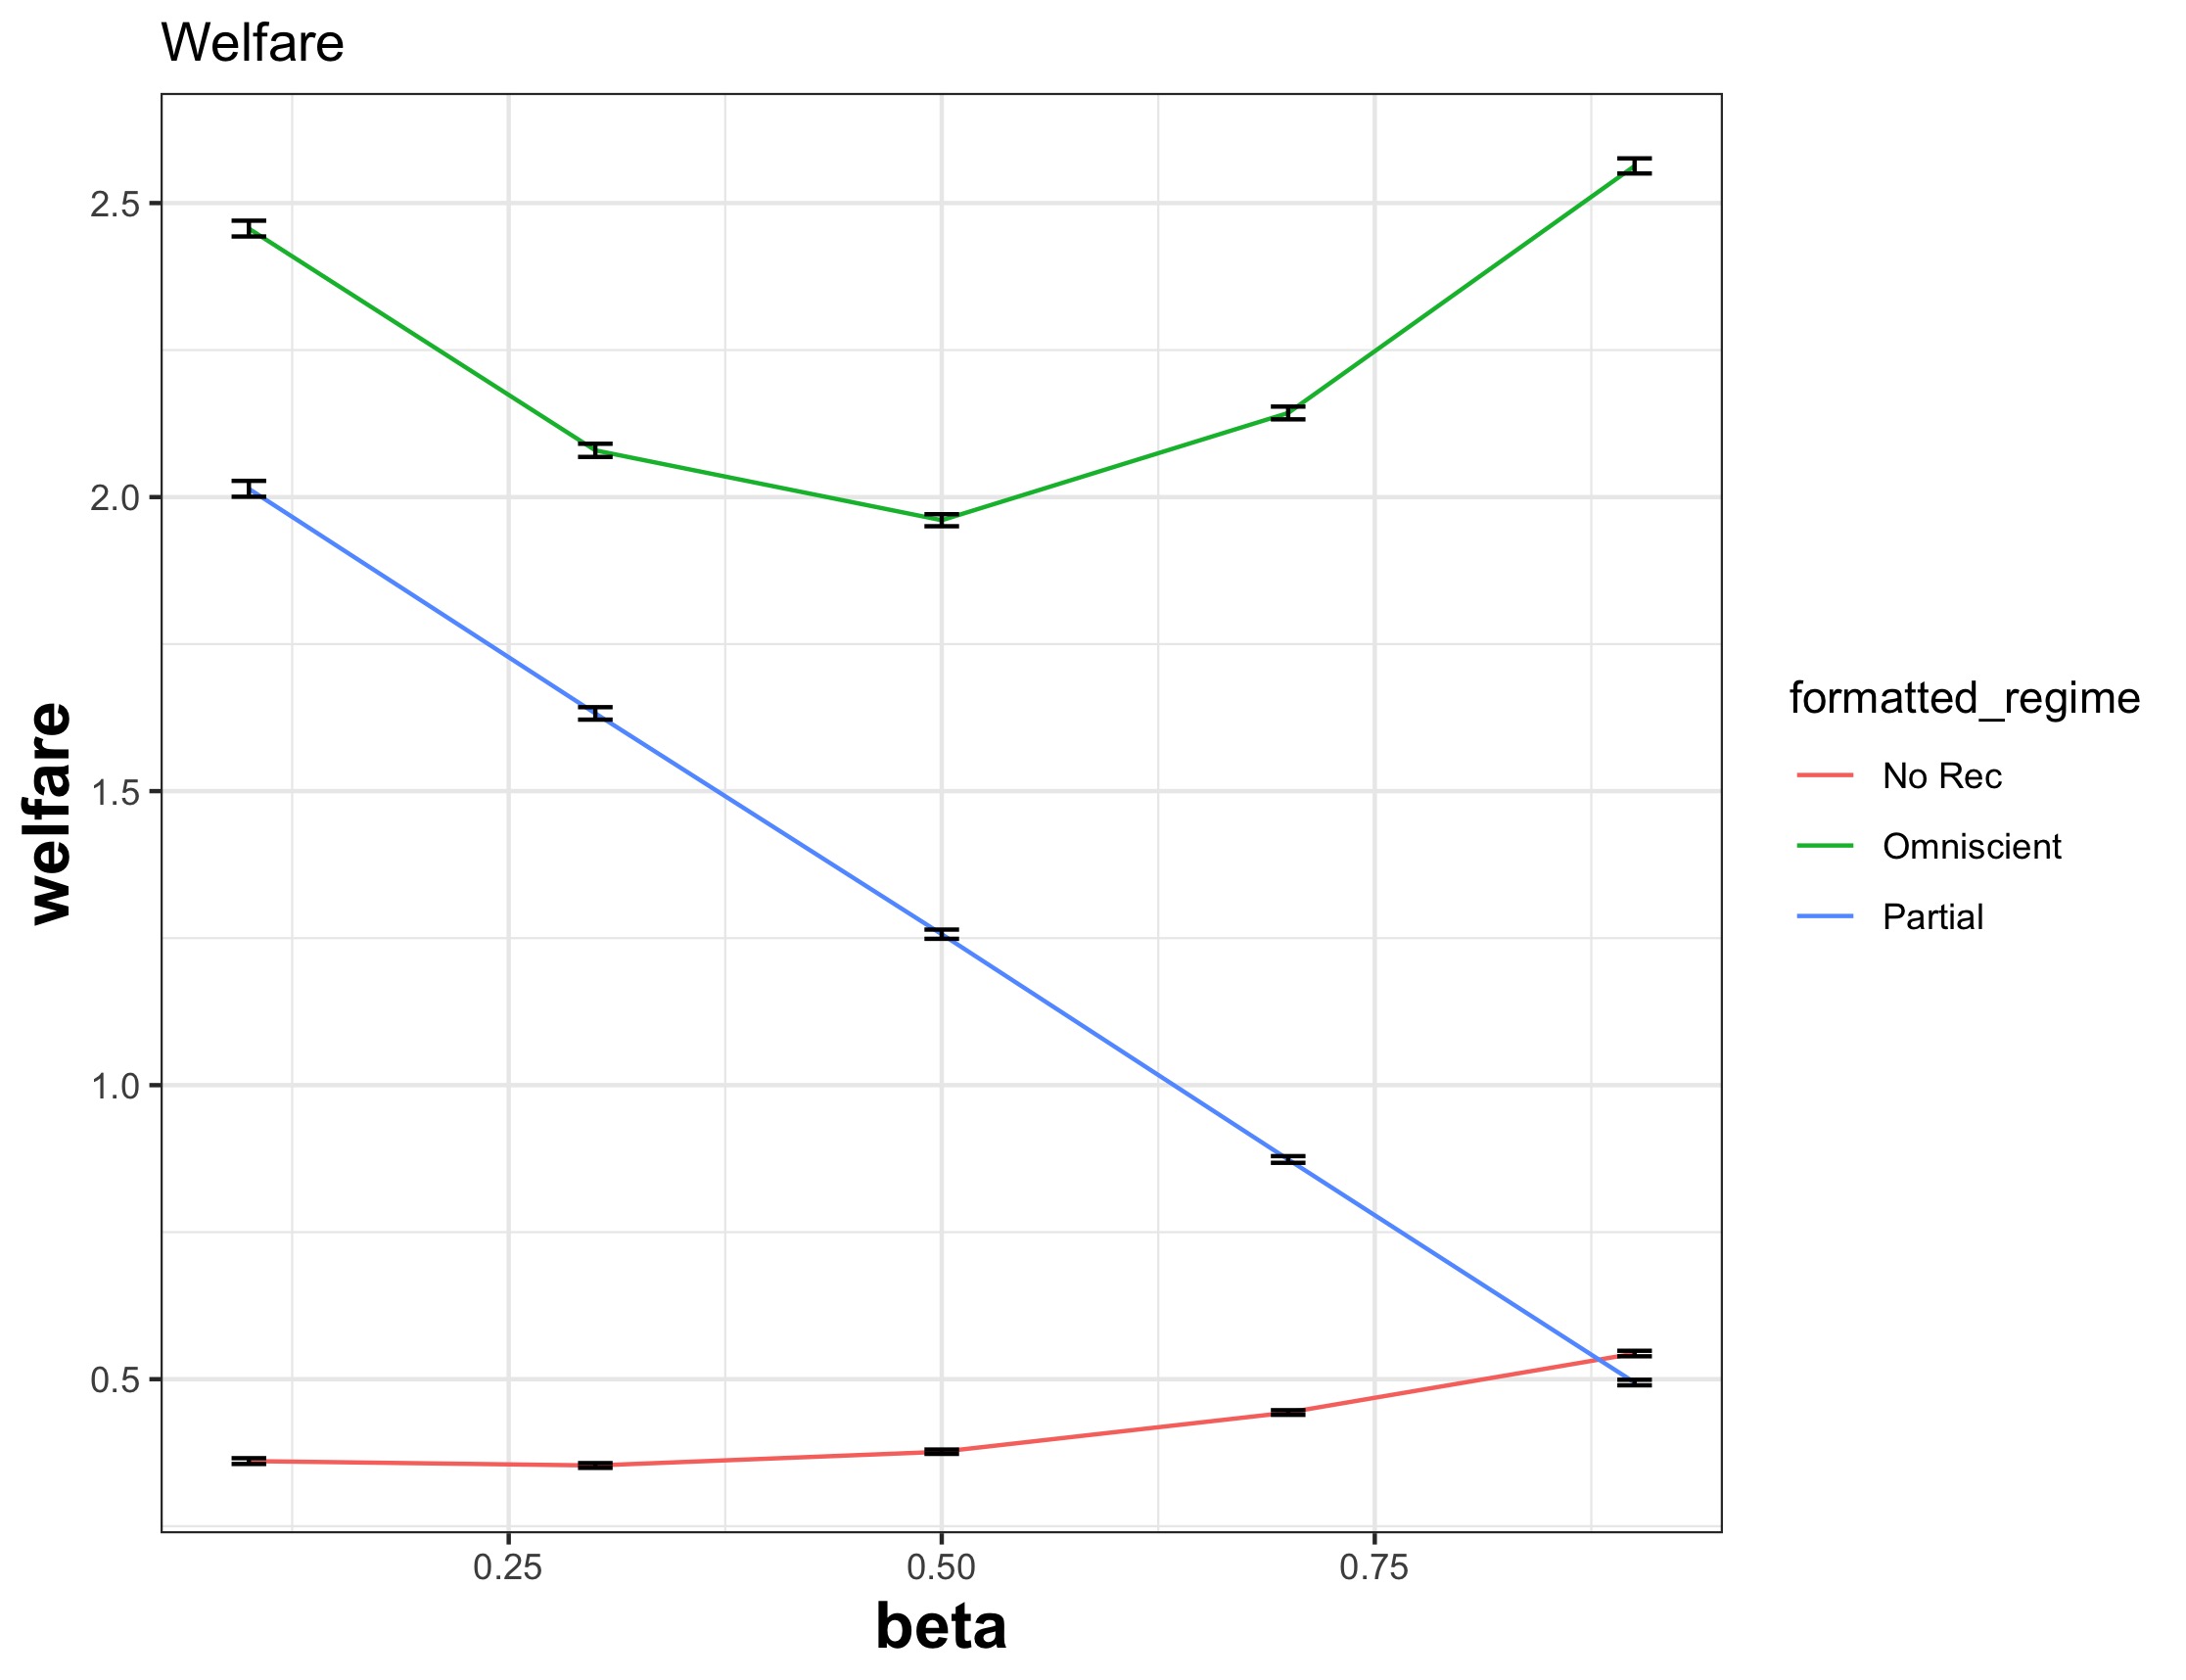 Welfare
welfare
2.5
2.0
1.5
1.0
0.5
0.25
0.50
0.75
beta
formatted_regime
No Rec
Omniscient
Partial